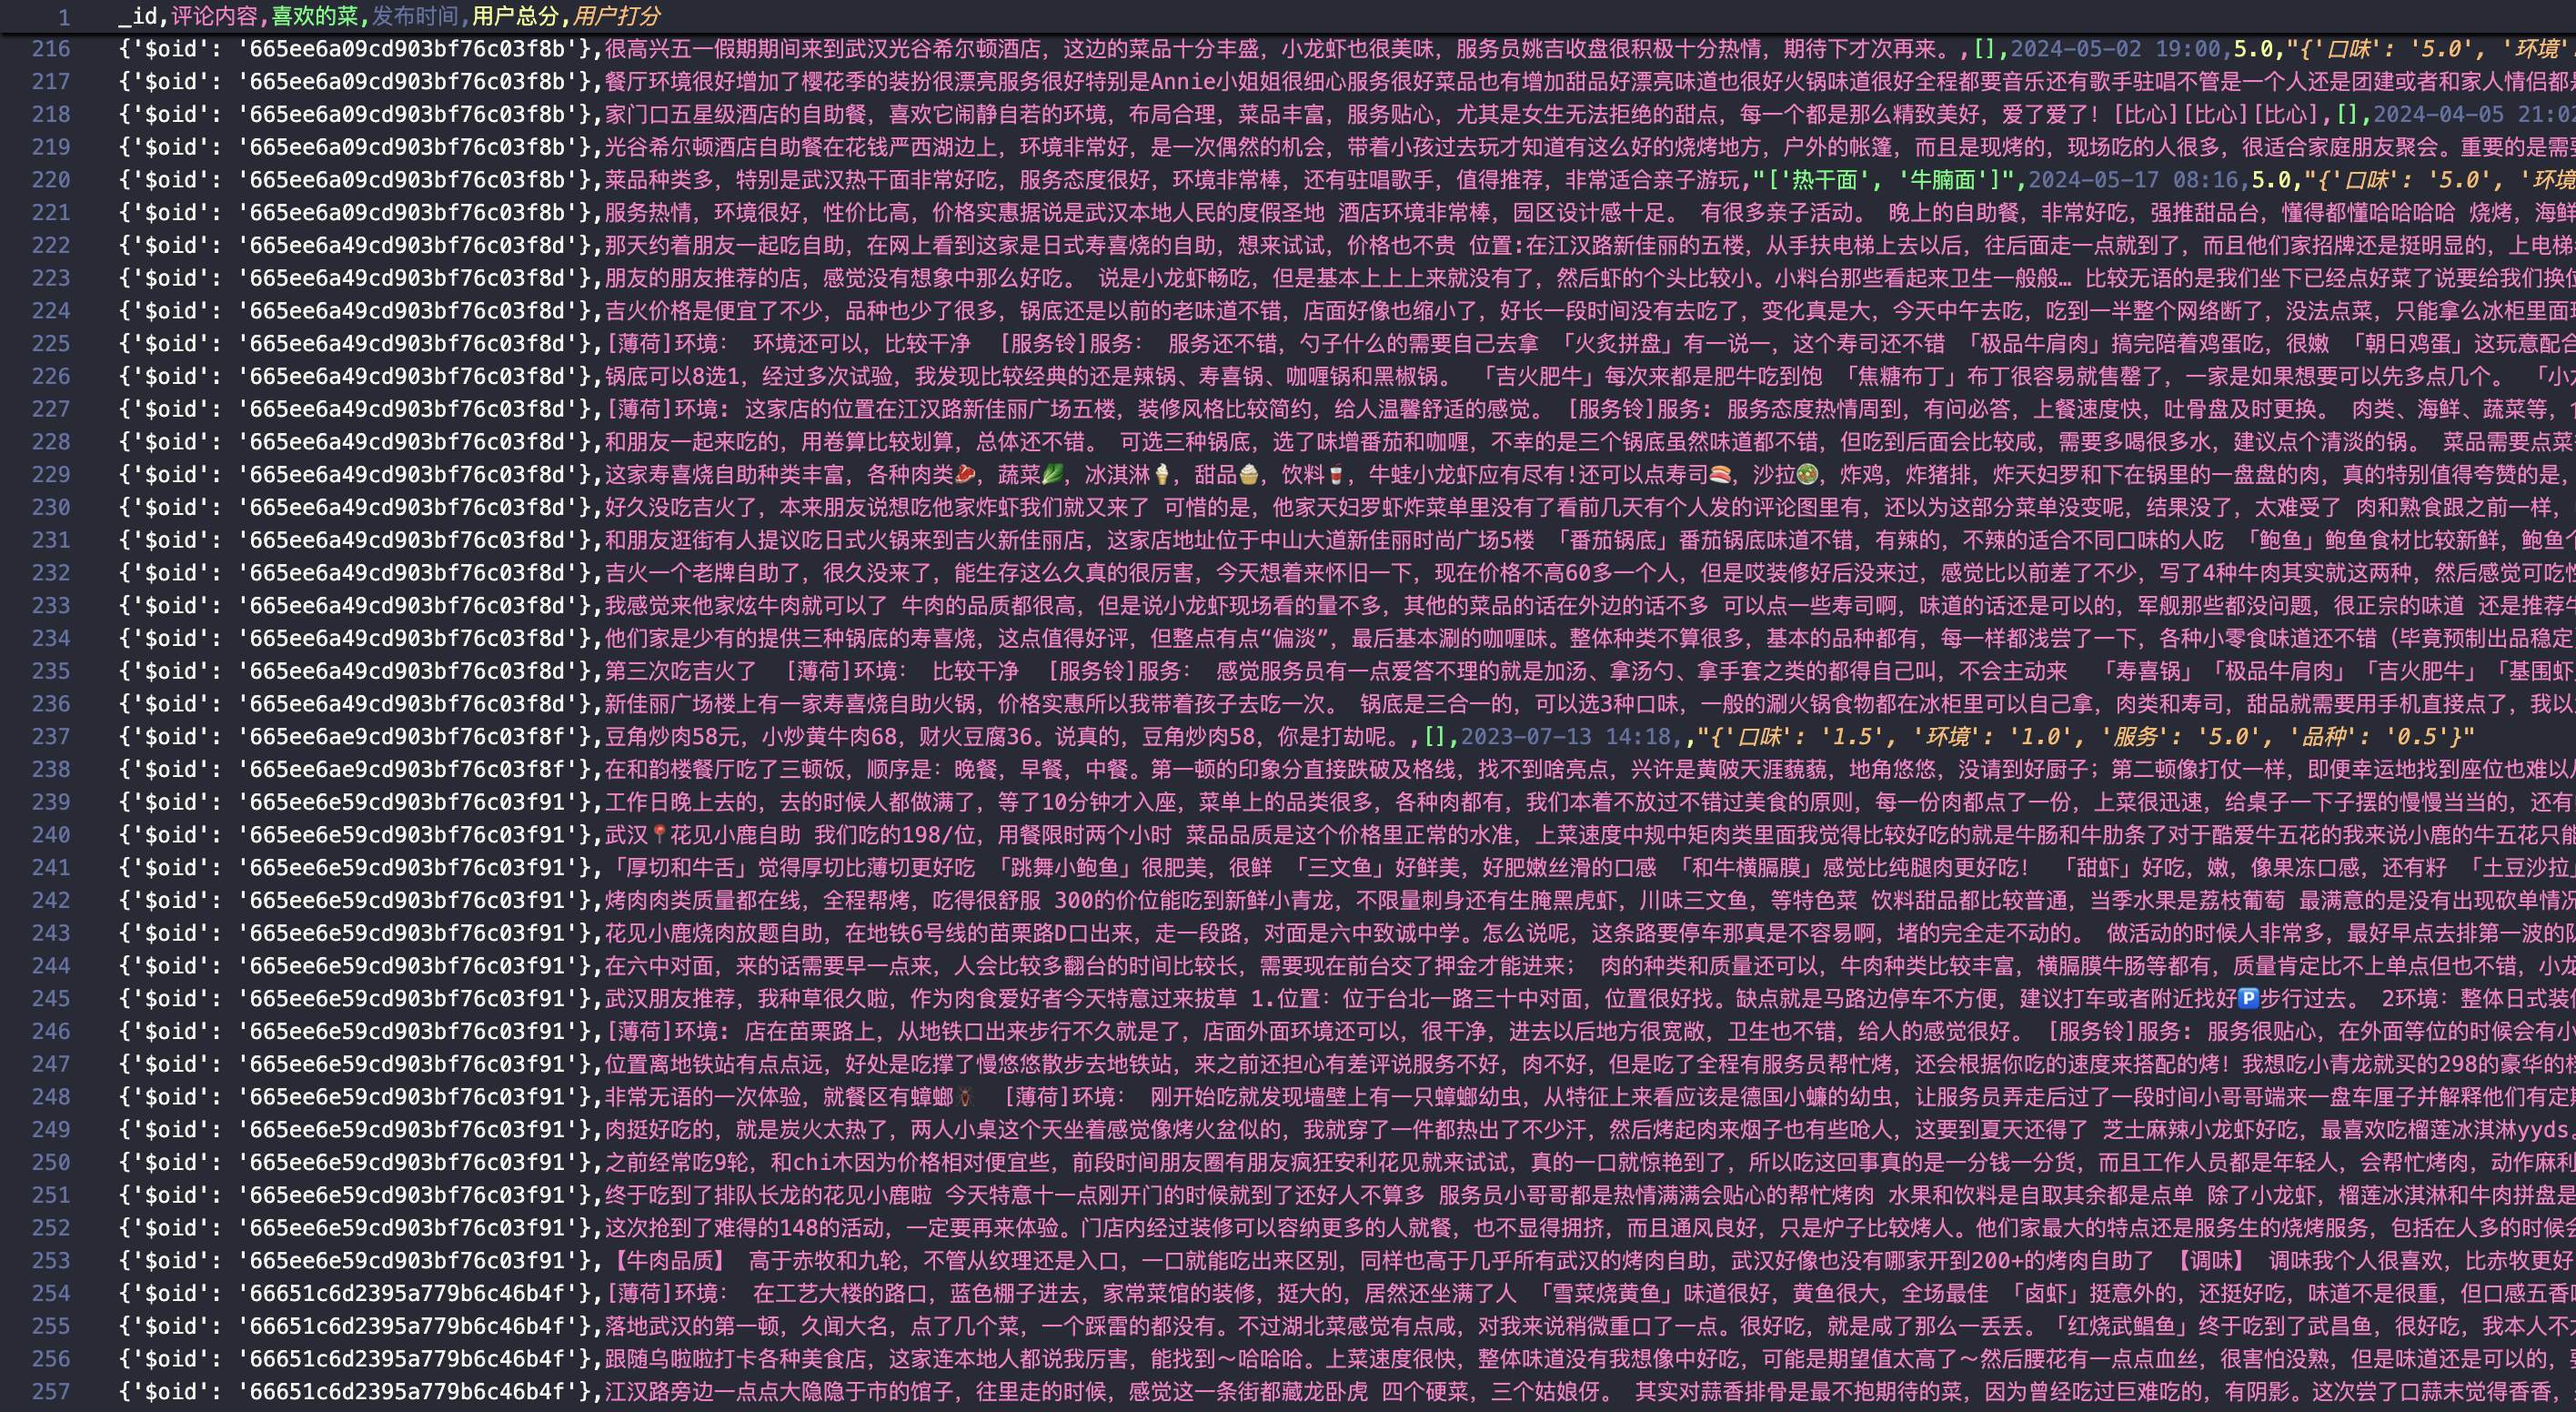 1 _id,评论内容,喜欢的菜,发布时间,用户总分,用户打分
216 {'$oid': '665ee6a09cd903bf76c03f8b'},很高兴五一假期期间来到武汉光谷希尔顿酒店，这边的菜品十分丰盛，小龙虾也很美味，服务员姚吉收盘很积极十分热情，期待下才次再来。,[],2024-05-02 19:00,5.0,"{'口味': '5.0', '环境'
217 {'$oid': '665ee6a09cd903bf76c03f8b'},餐厅环境很好增加了樱花季的装扮很漂亮服务很好特别是Annie小姐姐很细心服务很好菜品也有增加甜品好漂亮味道也很好火锅味道很好全程都要音乐还有歌手驻唱不管是一个人还是团建或者和家人情侣都
218 {'$oid': '665ee6a09cd903bf76c03f8b'},家门口五星级酒店的自助餐，喜欢它闹静自若的环境，布局合理，菜品丰富，服务贴心，尤其是女生无法拒绝的甜点，每一个都是那么精致美好，爱了爱了！[比心][比心][比心],[],2024-04-05 21:02
219 {'$oid': '665ee6a09cd903bf76c03f8b'},光谷希尔顿酒店自助餐在花钱严西湖边上，环境非常好，是一次偶然的机会，带着小孩过去玩才知道有这么好的烧烤地方，户外的帐篷，而且是现烤的，现场吃的人很多，很适合家庭朋友聚会。重要的是需
220 {'$oid': '665ee6a09cd903bf76c03f8b'},菜品种类多，特别是武汉热干面非常好吃，服务态度很好，环境非常棒，还有驻唱歌手，值得推荐，非常适合亲子游玩,"['热干面', '牛腩面']",2024-05-17 08:16,5.0,"{'口味': '5.0', '环境
221 {'$oid': '665ee6a09cd903bf76c03f8b'},服务热情，环境很好，性价比高，价格实惠据说是武汉本地人民的度假圣地 酒店环境非常棒，园区设计感十足。 有很多亲子活动。 晚上的自助餐，非常好吃，强推甜品台，懂得都懂哈哈哈哈 烧烤，海鲜
222 {'$oid': '665ee6a49cd903bf76c03f8d'},那天约着朋友一起吃自助，在网上看到这家是日式寿喜烧的自助，想来试试，价格也不贵 位置:在江汉路新佳丽的五楼，从手扶电梯上去以后，往后面走一点就到了，而且他们家招牌还是挺明显的，上电梯
223 {'$oid': '665ee6a49cd903bf76c03f8d'},朋友的朋友推荐的店，感觉没有想象中那么好吃。 说是小龙虾畅吃，但是基本上上上来就没有了，然后虾的个头比较小。小料台那些看起来卫生一般般… 比较无语的是我们坐下已经点好菜了说要给我们换位
224 {'$oid': '665ee6a49cd903bf76c03f8d'},吉火价格是便宜了不少，品种也少了很多，锅底还是以前的老味道不错，店面好像也缩小了，好长一段时间没有去吃了，变化真是大，今天中午去吃，吃到一半整个网络断了，没法点菜，只能拿么冰柜里面
225 {'$oid': '665ee6a49cd903bf76c03f8d'},[薄荷]环境： 环境还可以，比较干净  [服务铃]服务： 服务还不错，勺子什么的需要自己去拿 「火炙拼盘」有一说一，这个寿司还不错 「极品牛肩肉」搞完陪着鸡蛋吃，很嫩 「朝日鸡蛋」这玩意配合
226 {'$oid': '665ee6a49cd903bf76c03f8d'},锅底可以8选1，经过多次试验，我发现比较经典的还是辣锅、寿喜锅、咖喱锅和黑椒锅。 「吉火肥牛」每次来都是肥牛吃到饱 「焦糖布丁」布丁很容易就售罄了，一家是如果想要可以先多点几个。 「小
227 {'$oid': '665ee6a49cd903bf76c03f8d'},[薄荷]环境: 这家店的位置在江汉路新佳丽广场五楼，装修风格比较简约，给人温馨舒适的感觉。 [服务铃]服务: 服务态度热情周到，有问必答，上餐速度快，吐骨盘及时更换。 肉类、海鲜、蔬菜等，
228 {'$oid': '665ee6a49cd903bf76c03f8d'},和朋友一起来吃的，用卷算比较划算，总体还不错。 可选三种锅底，选了味增番茄和咖喱，不幸的是三个锅底虽然味道都不错，但吃到后面会比较咸，需要多喝很多水，建议点个清淡的锅。 菜品需要点菜
229 {'$oid': '665ee6a49cd903bf76c03f8d'},这家寿喜烧自助种类丰富，各种肉类🥩，蔬菜🥬，冰淇淋🍦，甜品🧁，饮料🥤，牛蛙小龙虾应有尽有!还可以点寿司🍣，沙拉🥗，炸鸡，炸猪排，炸天妇罗和下在锅里的一盘盘的肉，真的特别值得夸赞的是，
230 {'$oid': '665ee6a49cd903bf76c03f8d'},好久没吃吉火了，本来朋友说想吃他家炸虾我们就又来了 可惜的是，他家天妇罗虾炸菜单里没有了看前几天有个人发的评论图里有，还以为这部分菜单没变呢，结果没了，太难受了 肉和熟食跟之前一样，
231 {'$oid': '665ee6a49cd903bf76c03f8d'},和朋友逛街有人提议吃日式火锅来到吉火新佳丽店，这家店地址位于中山大道新佳丽时尚广场5楼 「番茄锅底」番茄锅底味道不错，有辣的，不辣的适合不同口味的人吃 「鲍鱼」鲍鱼食材比较新鲜，鲍鱼个
232 {'$oid': '665ee6a49cd903bf76c03f8d'},吉火一个老牌自助了，很久没来了，能生存这么久真的很厉害，今天想着来怀旧一下，现在价格不高60多一个人，但是哎装修好后没来过，感觉比以前差了不少，写了4种牛肉其实就这两种，然后感觉可吃性
233 {'$oid': '665ee6a49cd903bf76c03f8d'},我感觉来他家炫牛肉就可以了 牛肉的品质都很高，但是说小龙虾现场看的量不多，其他的菜品的话在外边的话不多 可以点一些寿司啊，味道的话还是可以的，军舰那些都没问题，很正宗的味道 还是推荐牛
234 {'$oid': '665ee6a49cd903bf76c03f8d'},他们家是少有的提供三种锅底的寿喜烧，这点值得好评，但整点有点“偏淡”，最后基本涮的咖喱味。整体种类不算很多，基本的品种都有，每一样都浅尝了一下，各种小零食味道还不错（毕竟预制出品稳定
235 {'$oid': '665ee6a49cd903bf76c03f8d'},第三次吃吉火了  [薄荷]环境： 比较干净  [服务铃]服务： 感觉服务员有一点爱答不理的就是加汤、拿汤勺、拿手套之类的都得自己叫，不会主动来  「寿喜锅」「极品牛肩肉」「吉火肥牛」「基围虾
236 {'$oid': '665ee6a49cd903bf76c03f8d'},新佳丽广场楼上有一家寿喜烧自助火锅，价格实惠所以我带着孩子去吃一次。 锅底是三合一的，可以选3种口味，一般的涮火锅食物都在冰柜里可以自己拿，肉类和寿司，甜品就需要用手机直接点了，我以
237 {'$oid': '665ee6ae9cd903bf76c03f8f'},豆角炒肉58元，小炒黄牛肉68，财火豆腐36。说真的，豆角炒肉58，你是打劫呢。,[],2023-07-13 14:18,,"{'口味': '1.5', '环境': '1.0', '服务': '5.0', '品种': '0.5'}"
238 {'$oid': '665ee6ae9cd903bf76c03f8f'},在和韵楼餐厅吃了三顿饭，顺序是：晚餐，早餐，中餐。第一顿的印象分直接跌破及格线，找不到啥亮点，兴许是黄陂天涯藐藐，地角悠悠，没请到好厨子；第二顿像打仗一样，即便幸运地找到座位也难以
239 {'$oid': '665ee6e59cd903bf76c03f91'},工作日晚上去的，去的时候人都做满了，等了10分钟才入座，菜单上的品类很多，各种肉都有，我们本着不放过不错过美食的原则，每一份肉都点了一份，上菜很迅速，给桌子一下子摆的慢慢当当的，还有
240 {'$oid': '665ee6e59cd903bf76c03f91'},武汉📍花见小鹿自助 我们吃的198/位，用餐限时两个小时 菜品品质是这个价格里正常的水准，上菜速度中规中矩肉类里面我觉得比较好吃的就是牛肠和牛肋条了对于酷爱牛五花的我来说小鹿的牛五花只能
241 {'$oid': '665ee6e59cd903bf76c03f91'},「厚切和牛舌」觉得厚切比薄切更好吃 「跳舞小鲍鱼」很肥美，很鲜 「三文鱼」好鲜美，好肥嫩丝滑的口感 「和牛横膈膜」感觉比纯腿肉更好吃！ 「甜虾」好吃，嫩，像果冻口感，还有籽 「土豆沙拉」
242 {'$oid': '665ee6e59cd903bf76c03f91'},烤肉肉类质量都在线，全程帮烤，吃得很舒服 300的价位能吃到新鲜小青龙，不限量刺身还有生腌黑虎虾，川味三文鱼，等特色菜 饮料甜品都比较普通，当季水果是荔枝葡萄 最满意的是没有出现砍单情况
243 {'$oid': '665ee6e59cd903bf76c03f91'},花见小鹿烧肉放题自助，在地铁6号线的苗栗路D口出来，走一段路，对面是六中致诚中学。怎么说呢，这条路要停车那真是不容易啊，堵的完全走不动的。 做活动的时候人非常多，最好早点去排第一波的队
244 {'$oid': '665ee6e59cd903bf76c03f91'},在六中对面，来的话需要早一点来，人会比较多翻台的时间比较长，需要现在前台交了押金才能进来； 肉的种类和质量还可以，牛肉种类比较丰富，横膈膜牛肠等都有，质量肯定比不上单点但也不错，小龙
245 {'$oid': '665ee6e59cd903bf76c03f91'},武汉朋友推荐，我种草很久啦，作为肉食爱好者今天特意过来拔草 1.位置：位于台北一路三十中对面，位置很好找。缺点就是马路边停车不方便，建议打车或者附近找好🅿️步行过去。 2环境：整体日式装修
246 {'$oid': '665ee6e59cd903bf76c03f91'},[薄荷]环境: 店在苗栗路上，从地铁口出来步行不久就是了，店面外面环境还可以，很干净，进去以后地方很宽敞，卫生也不错，给人的感觉很好。 [服务铃]服务: 服务很贴心，在外面等位的时候会有小
247 {'$oid': '665ee6e59cd903bf76c03f91'},位置离地铁站有点点远，好处是吃撑了慢悠悠散步去地铁站，来之前还担心有差评说服务不好，肉不好，但是吃了全程有服务员帮忙烤，还会根据你吃的速度来搭配的烤！我想吃小青龙就买的298的豪华的
248 {'$oid': '665ee6e59cd903bf76c03f91'},非常无语的一次体验，就餐区有蟑螂🪳  [薄荷]环境： 刚开始吃就发现墙壁上有一只蟑螂幼虫，从特征上来看应该是德国小蠊的幼虫，让服务员弄走后过了一段时间小哥哥端来一盘车厘子并解释他们有定期
249 {'$oid': '665ee6e59cd903bf76c03f91'},肉挺好吃的，就是炭火太热了，两人小桌这个天坐着感觉像烤火盆似的，我就穿了一件都热出了不少汗，然后烤起肉来烟子也有些呛人，这要到夏天还得了 芝士麻辣小龙虾好吃，最喜欢吃榴莲冰淇淋yyds
250 {'$oid': '665ee6e59cd903bf76c03f91'},之前经常吃9轮，和chi木因为价格相对便宜些，前段时间朋友圈有朋友疯狂安利花见就来试试，真的一口就惊艳到了，所以吃这回事真的是一分钱一分货，而且工作人员都是年轻人，会帮忙烤肉，动作麻利
251 {'$oid': '665ee6e59cd903bf76c03f91'},终于吃到了排队长龙的花见小鹿啦 今天特意十一点刚开门的时候就到了还好人不算多 服务员小哥哥都是热情满满会贴心的帮忙烤肉 水果和饮料是自取其余都是点单 除了小龙虾，榴莲冰淇淋和牛肉拼盘是
252 {'$oid': '665ee6e59cd903bf76c03f91'},这次抢到了难得的148的活动，一定要再来体验。门店内经过装修可以容纳更多的人就餐，也不显得拥挤，而且通风良好，只是炉子比较烤人。他们家最大的特点还是服务生的烧烤服务，包括在人多的时候
253 {'$oid': '665ee6e59cd903bf76c03f91'},【牛肉品质】 高于赤牧和九轮，不管从纹理还是入口，一口就能吃出来区别，同样也高于几乎所有武汉的烤肉自助，武汉好像也没有哪家开到200+的烤肉自助了 【调味】 调味我个人很喜欢，比赤牧更好
254 {'$oid': '66651c6d2395a779b6c46b4f'},[薄荷]环境： 在工艺大楼的路口，蓝色棚子进去，家常菜馆的装修，挺大的，居然还坐满了人 「雪菜烧黄鱼」味道很好，黄鱼很大，全场最佳 「卤虾」挺意外的，还挺好吃，味道不是很重，但口感五香
255 {'$oid': '66651c6d2395a779b6c46b4f'},落地武汉的第一顿，久闻大名，点了几个菜，一个踩雷的都没有。不过湖北菜感觉有点咸，对我来说稍微重口了一点。很好吃，就是咸了那么一丢丢。「红烧武鲳鱼」终于吃到了武昌鱼，很好吃，我本人不
256 {'$oid': '66651c6d2395a779b6c46b4f'},跟随乌啦啦打卡各种美食店，这家连本地人都说我厉害，能找到～哈哈哈。上菜速度很快，整体味道没有我想像中好吃，可能是期望值太高了～然后腰花有一点点血丝，很害怕没熟，但是味道还是可以的，
257 {'$oid': '66651c6d2395a779b6c46b4f'},江汉路旁边一点点大隐隐于市的馆子，往里走的时候，感觉这一条街都藏龙卧虎 四个硬菜，三个姑娘伢。 其实对蒜香排骨是最不抱期待的菜，因为曾经吃过巨难吃的，有阴影。这次尝了口蒜末觉得香香，